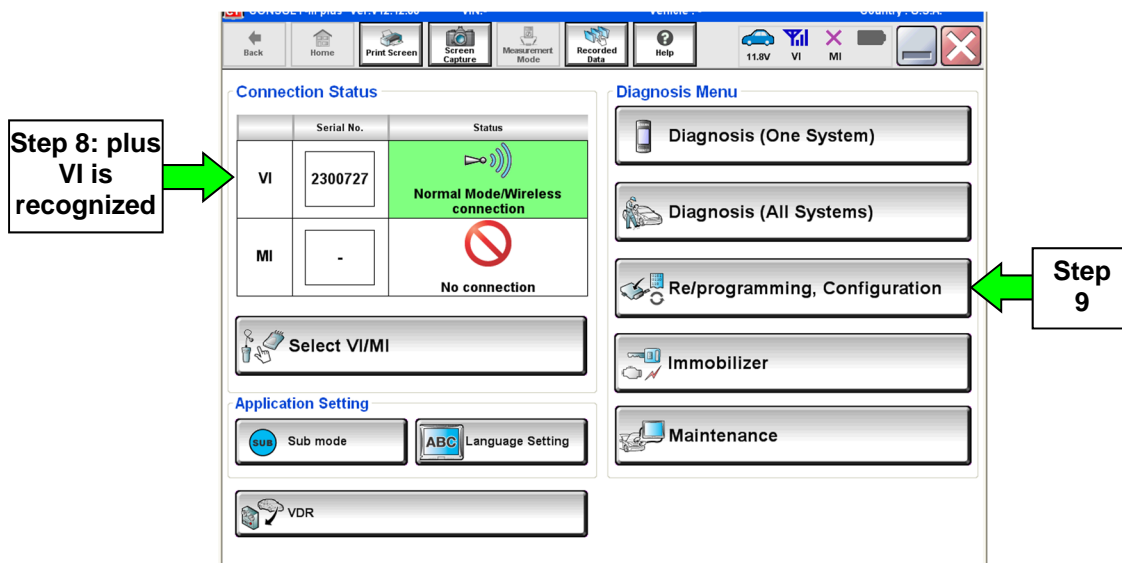 Back
Home
Print Screen
Screen
Capture
Measurement
Mode
Recorded
Data
Help
11.8V
VI
MI
Connection Status
Serial No.
Status
VI
2300727
Normal Mode/Wireless
connection
MI
-
No connection
Select VI/MI
Application Setting
SUB
Sub mode
ABC
Language Setting
VDR
Diagnosis Menu
Diagnosis (One System)
Diagnosis (All Systems)
Re/programming, Configuration
Immobilizer
Maintenance
Step 8: plus
VI is
recognized
Step
9